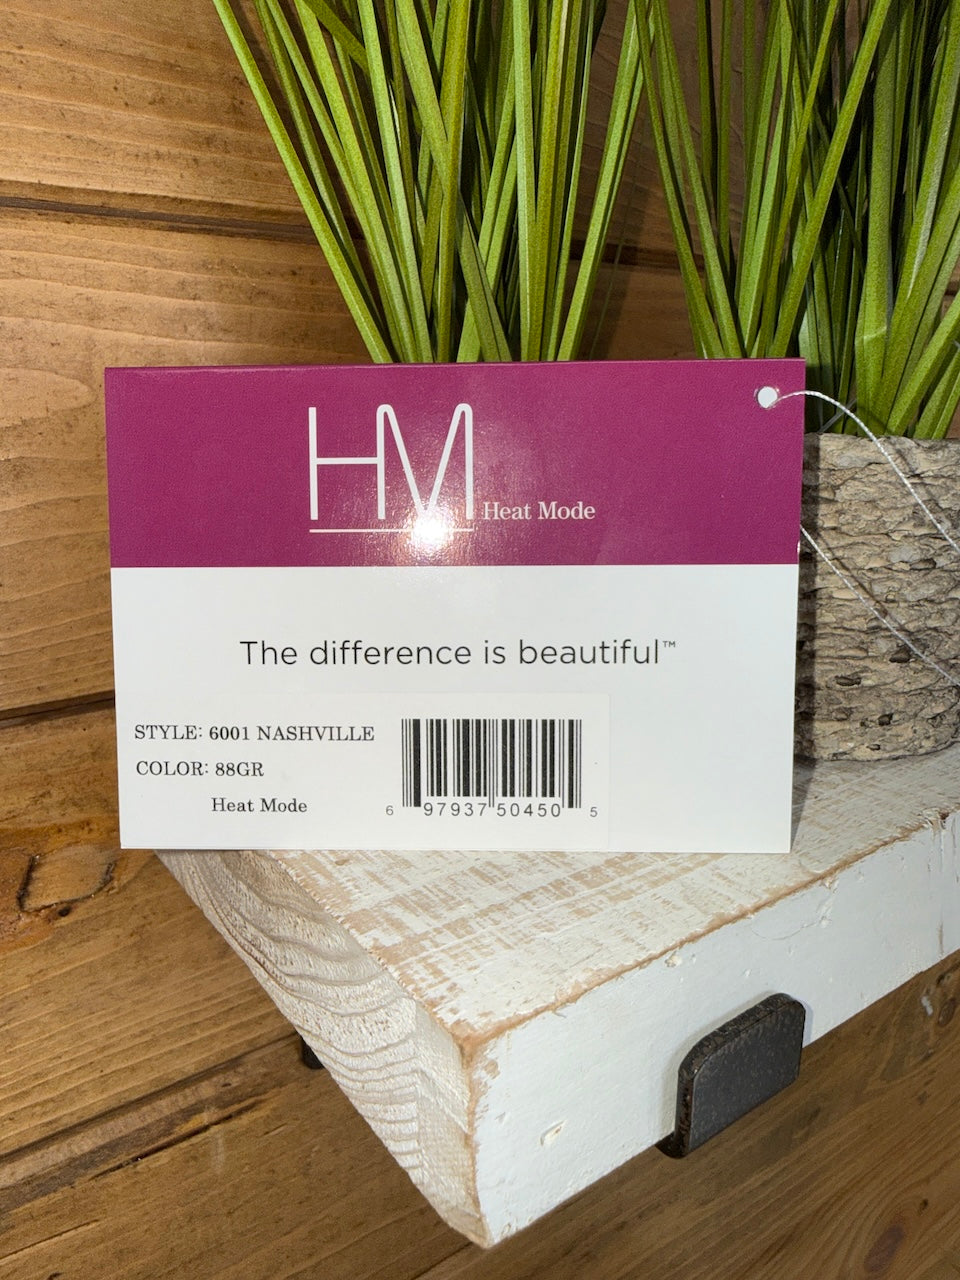 HM Heat Mode
The difference is beautiful™
STYLE: 6001 NASHVILLE
COLOR: 88GR
Heat Mode
6 97937 50450 5